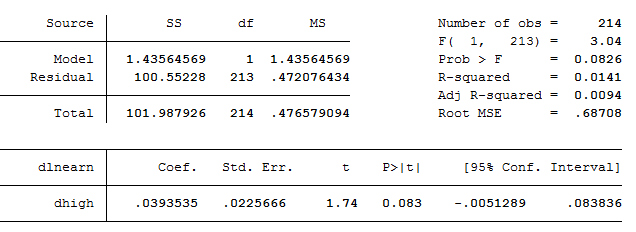 Source SS df MS Number of obs = 214
F( 1, 213) = 3.04
Model 1.43564569 1 1.43564569 Prob > F = 0.0826
Residual 100.55228 213 .472076434 R-squared = 0.0141
Adj R-squared = 0.0094
Total 101.987926 214 .476579094 Root MSE = .68708
dlnearn Coef. Std. Err. t P>|t| [95% Conf. Interval]
dhigh .0393535 .0225666 1.74 0.083 -.0051289 .083836